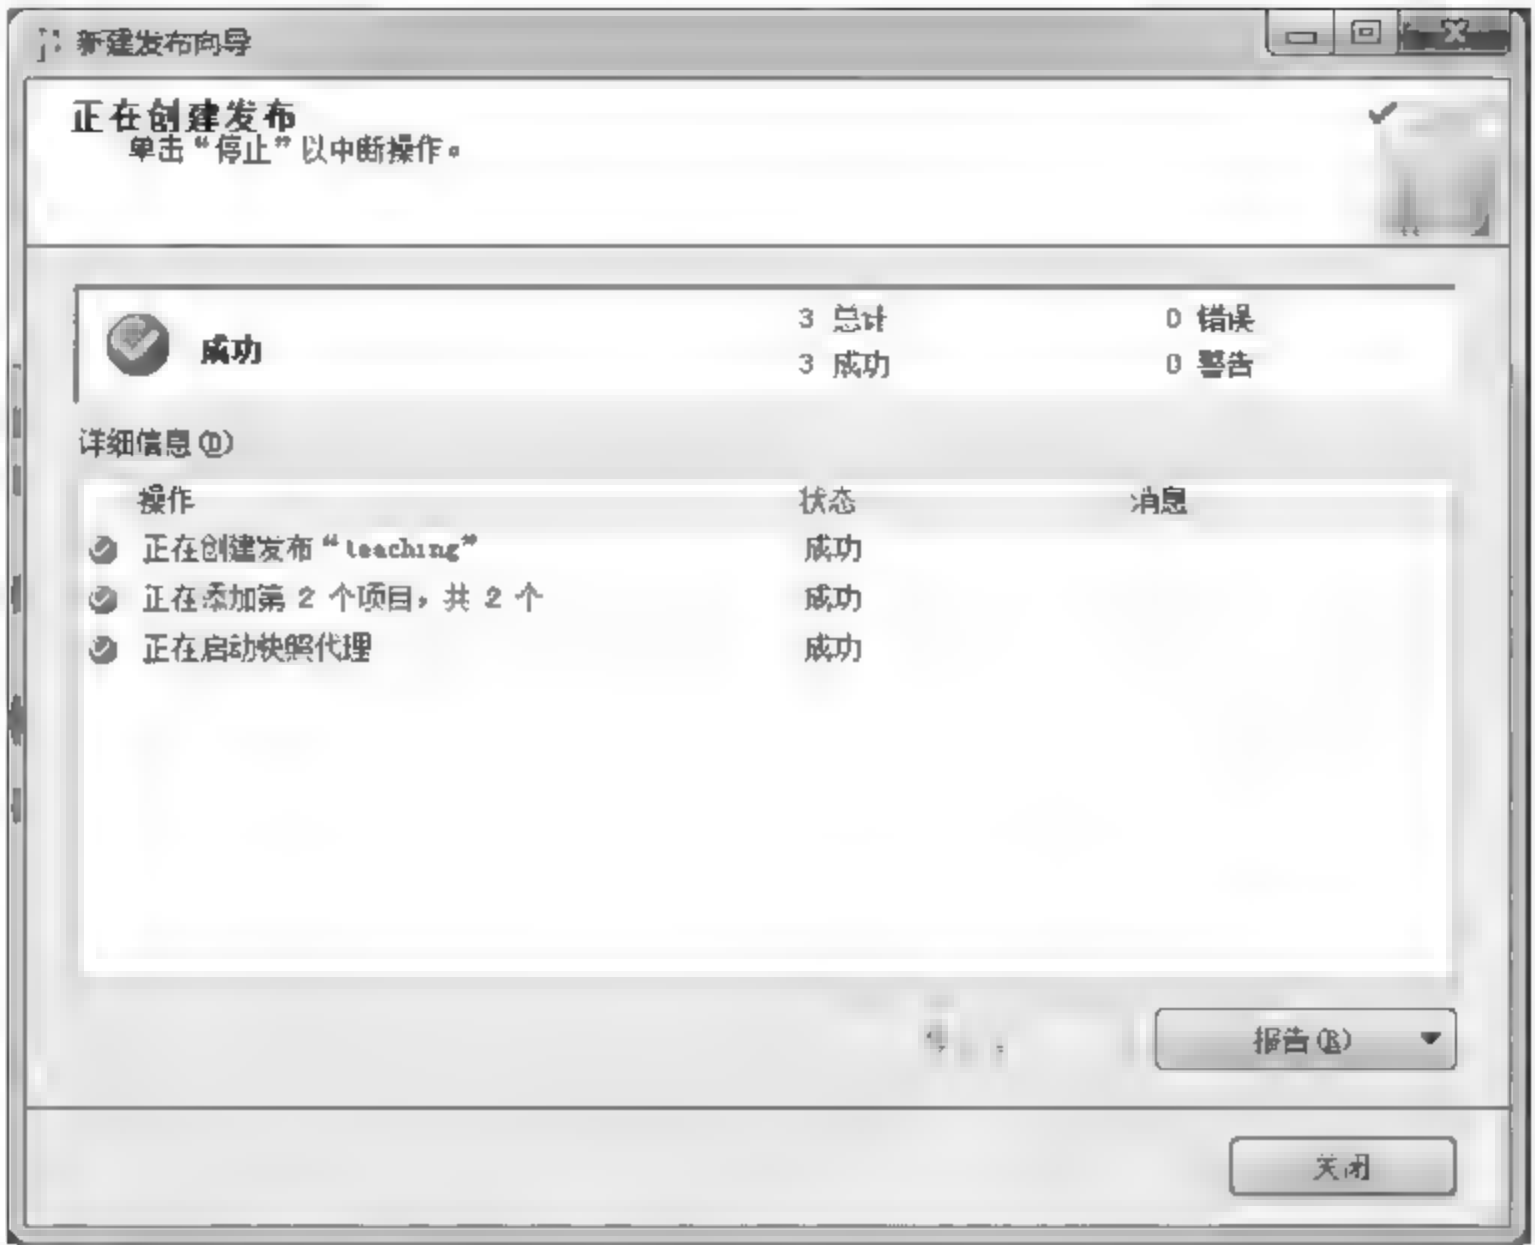 新建发布向导
正在创建发布
单击“停止”以中断操作。
成功
3 总计
0 错误
3 成功
0 警告
详细信息(D)
操作 状态 消息
正在创建发布“teaching” 成功
正在添加第 2 个项目，共 2 个 成功
正在启动快照代理 成功
报告(R)
关闭